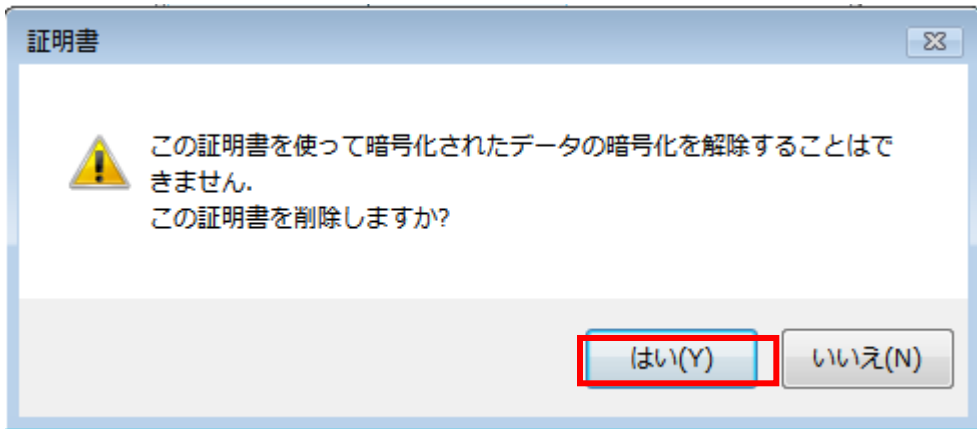 証明書
この証明書を使って暗号化されたデータの暗号化を解除することはで
きません.
この証明書を削除しますか?
はい(Y)
いいえ(N)